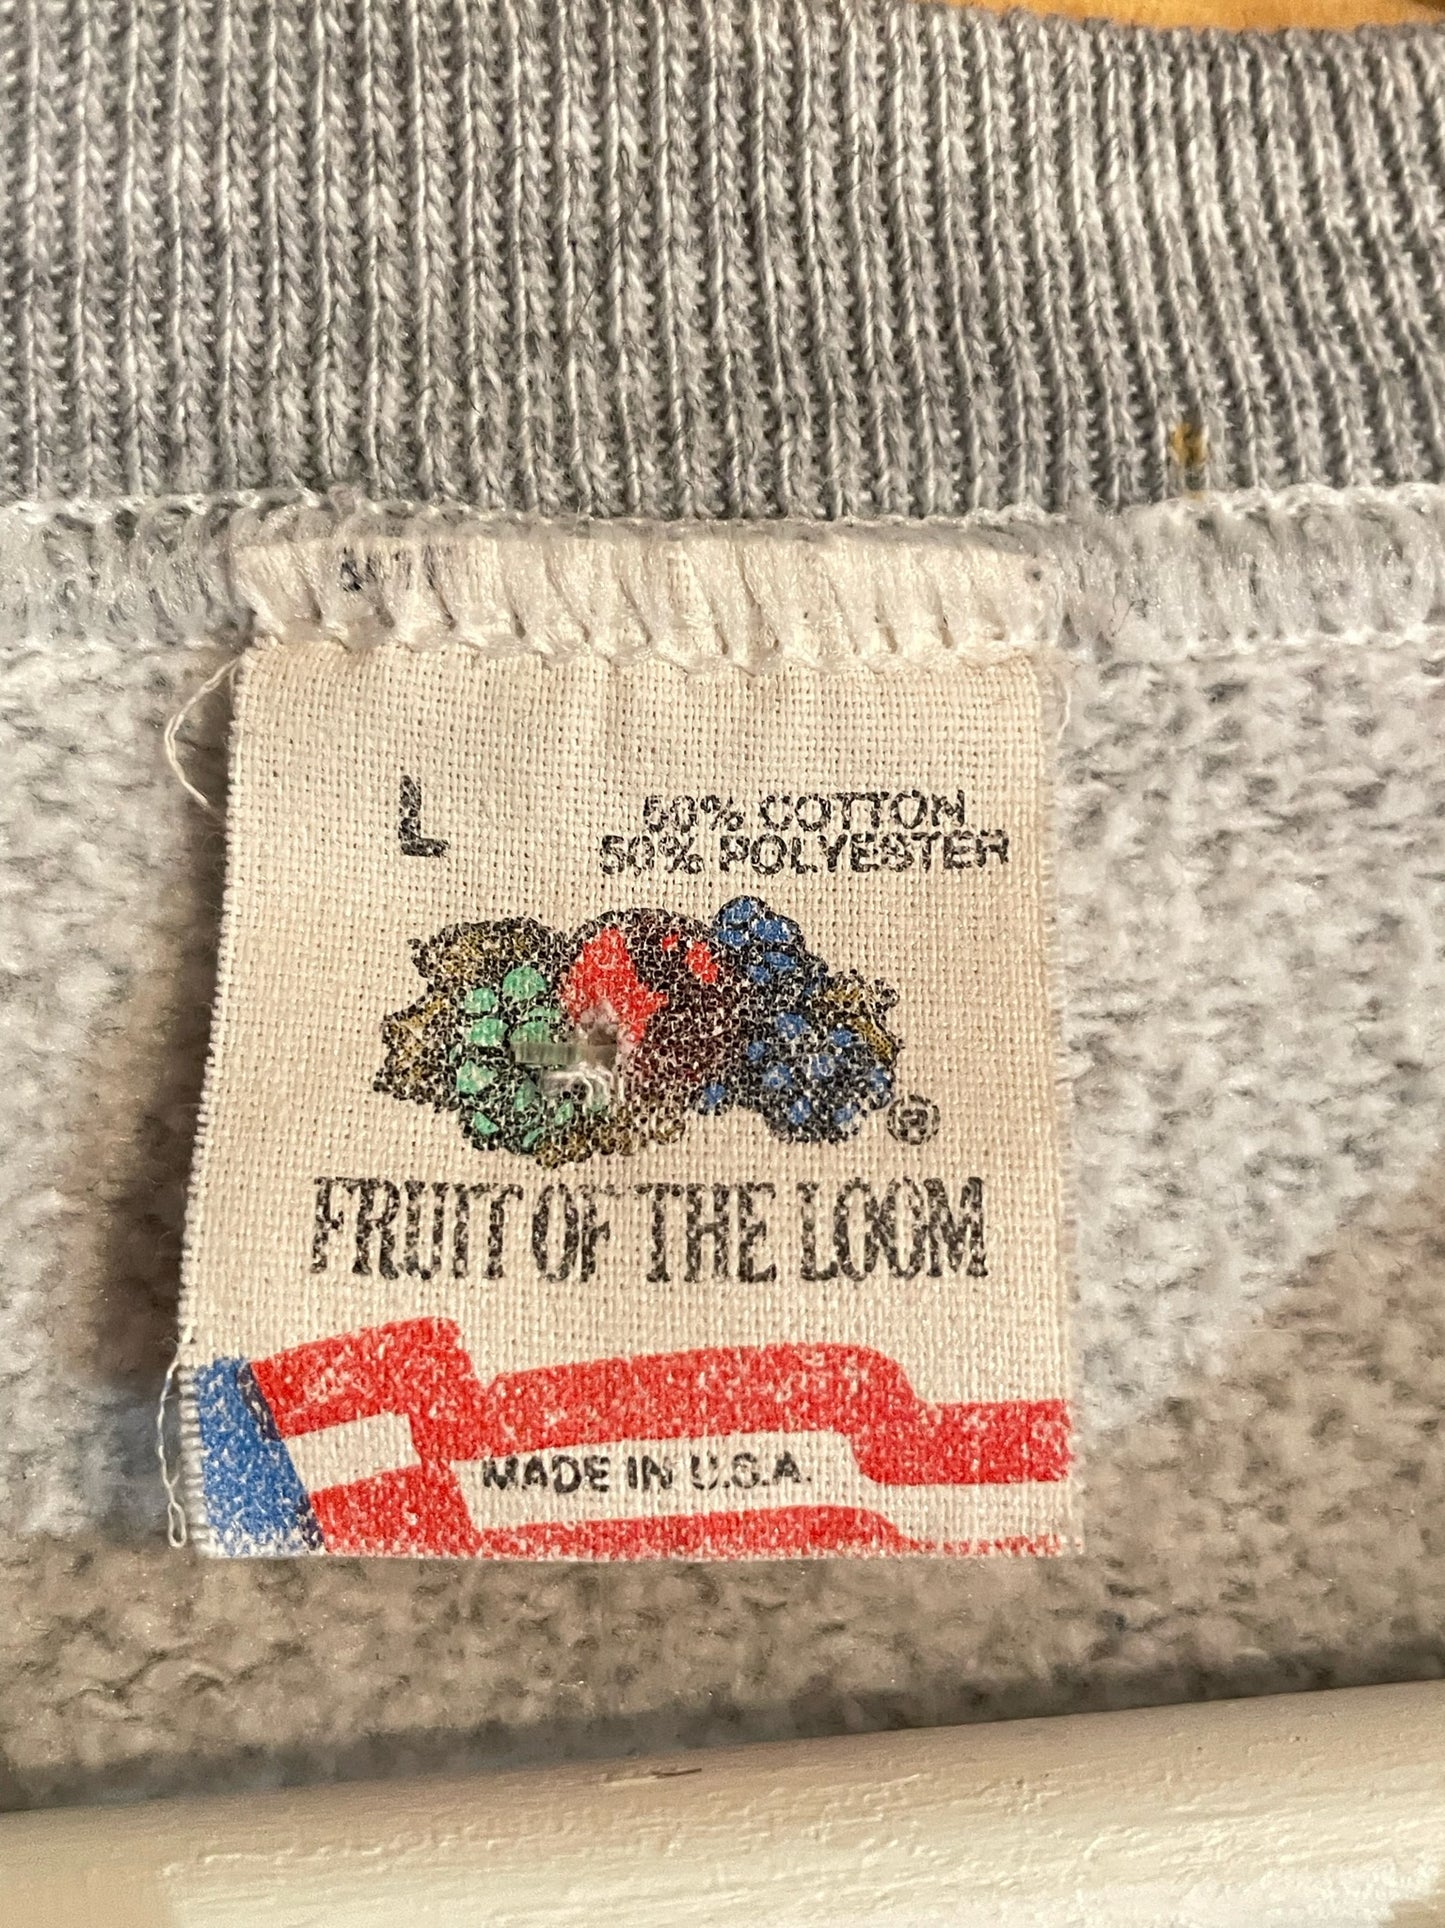 L
50% COTTON
50% POLYESTER
®
FRUIT OF THE LOOM
MADE IN U.S.A.